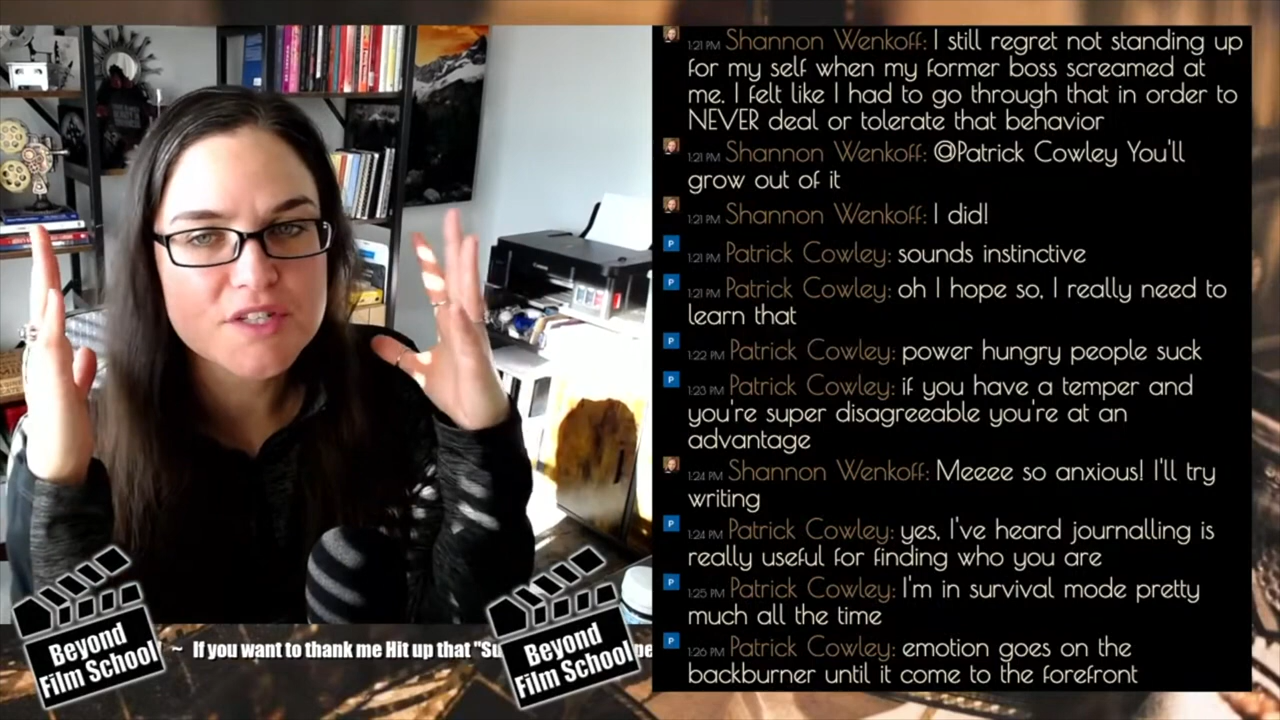 1:21 PM Shannon Wenkoff: I still regret not standing up
for my self when my former boss screamed at
me. I felt like I had to go through that in order to
NEVER deal or tolerate that behavior
1:21 PM Shannon Wenkoff: @Patrick Cowley You'll
grow out of it
1:21 PM Shannon Wenkoff: I did!
P 1:21 PM Patrick Cowley: sounds instinctive
P 1:21 PM Patrick Cowley: oh I hope so, I really need to
learn that
P 1:22 PM Patrick Cowley: power hungry people suck
P 1:23 PM Patrick Cowley: if you have a temper and
you're super disagreeable you're at an
advantage
1:24 PM Shannon Wenkoff: Meeee so anxious! I'll try
writing
P 1:24 PM Patrick Cowley: yes, I've heard journalling is
really useful for finding who you are
P 1:25 PM Patrick Cowley: I'm in survival mode pretty
much all the time
P 1:26 PM Patrick Cowley: emotion goes on the
backburner until it come to the forefront
Canon
Beyond
Film School
~ If you want to thank me Hit up that "Su
Beyond
Film School
pe